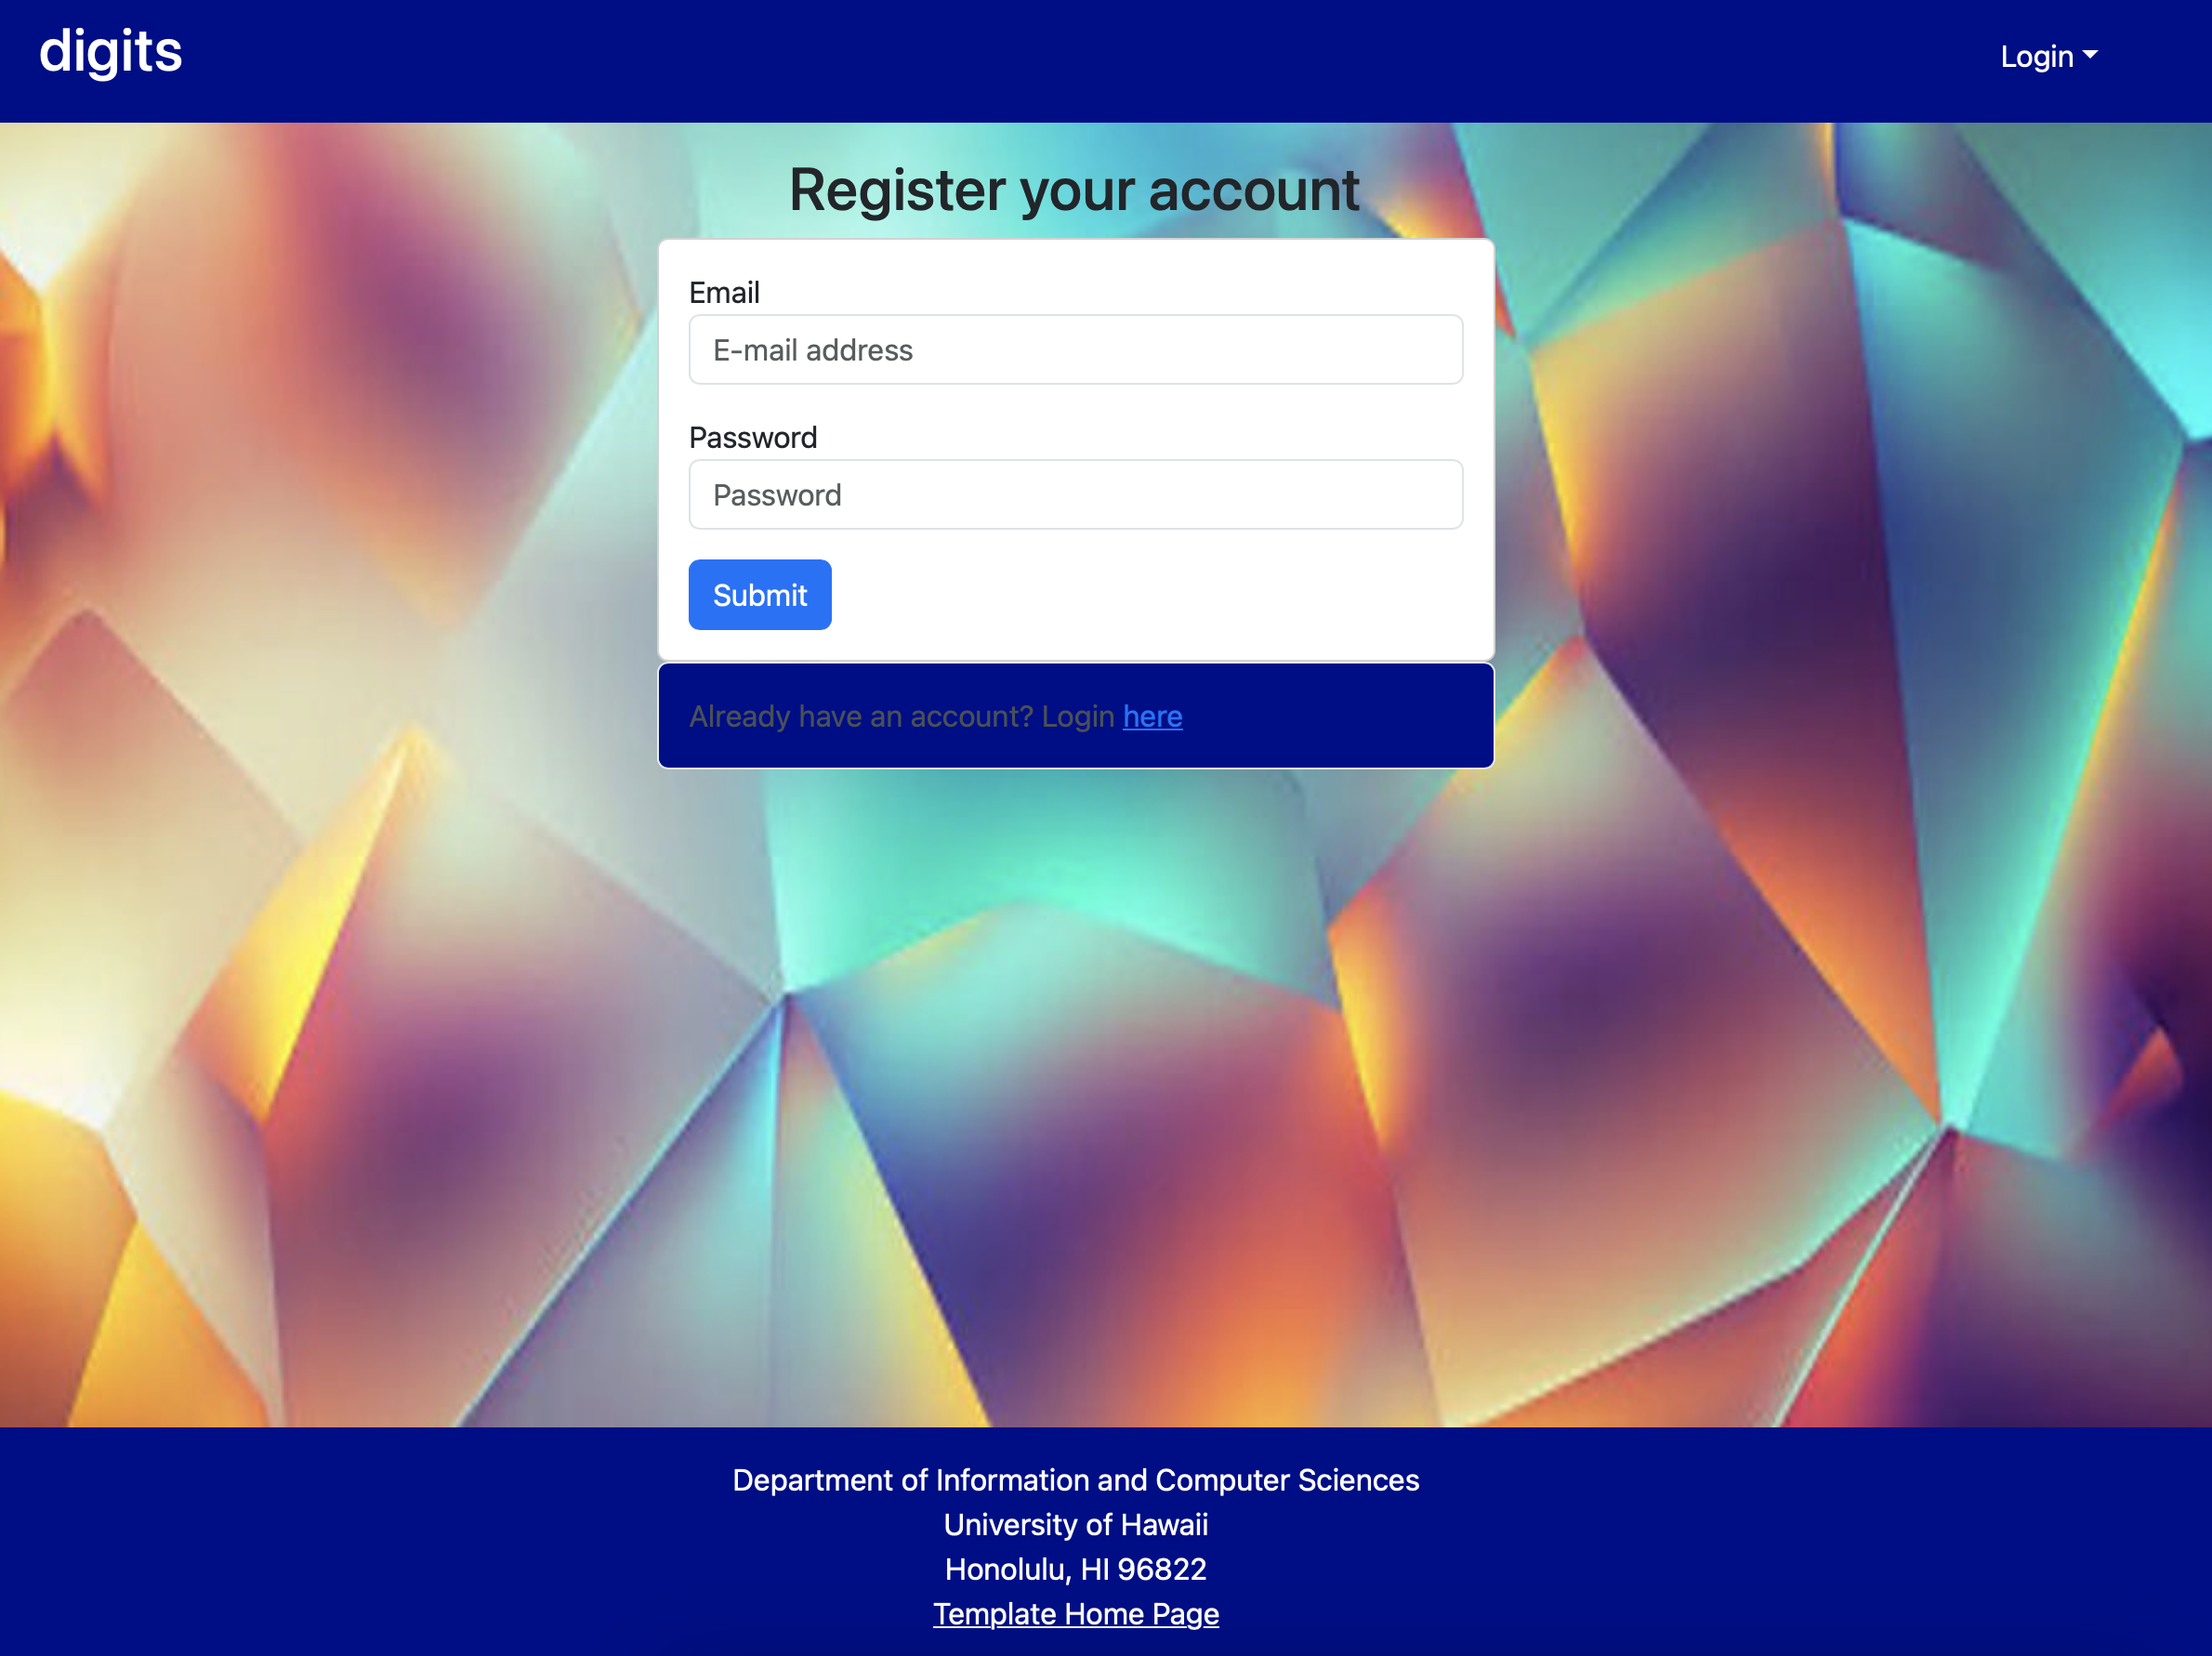 digits
Login
Register your account
Email
E-mail address
Password
Password
Submit
Already have an account? Login here
Department of Information and Computer Sciences
University of Hawaii
Honolulu, HI 96822
Template Home Page